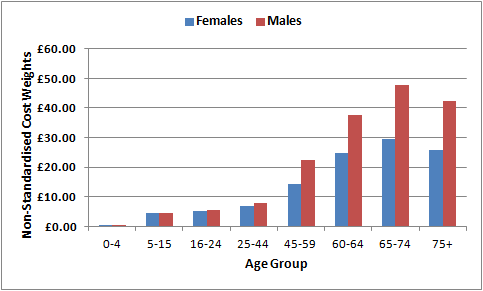 Females Males
Non-Standardised Cost Weights
£60.00
£50.00
£40.00
£30.00
£20.00
£10.00
£0.00
0-4 5-15 16-24 25-44 45-59 60-64 65-74 75+
Age Group